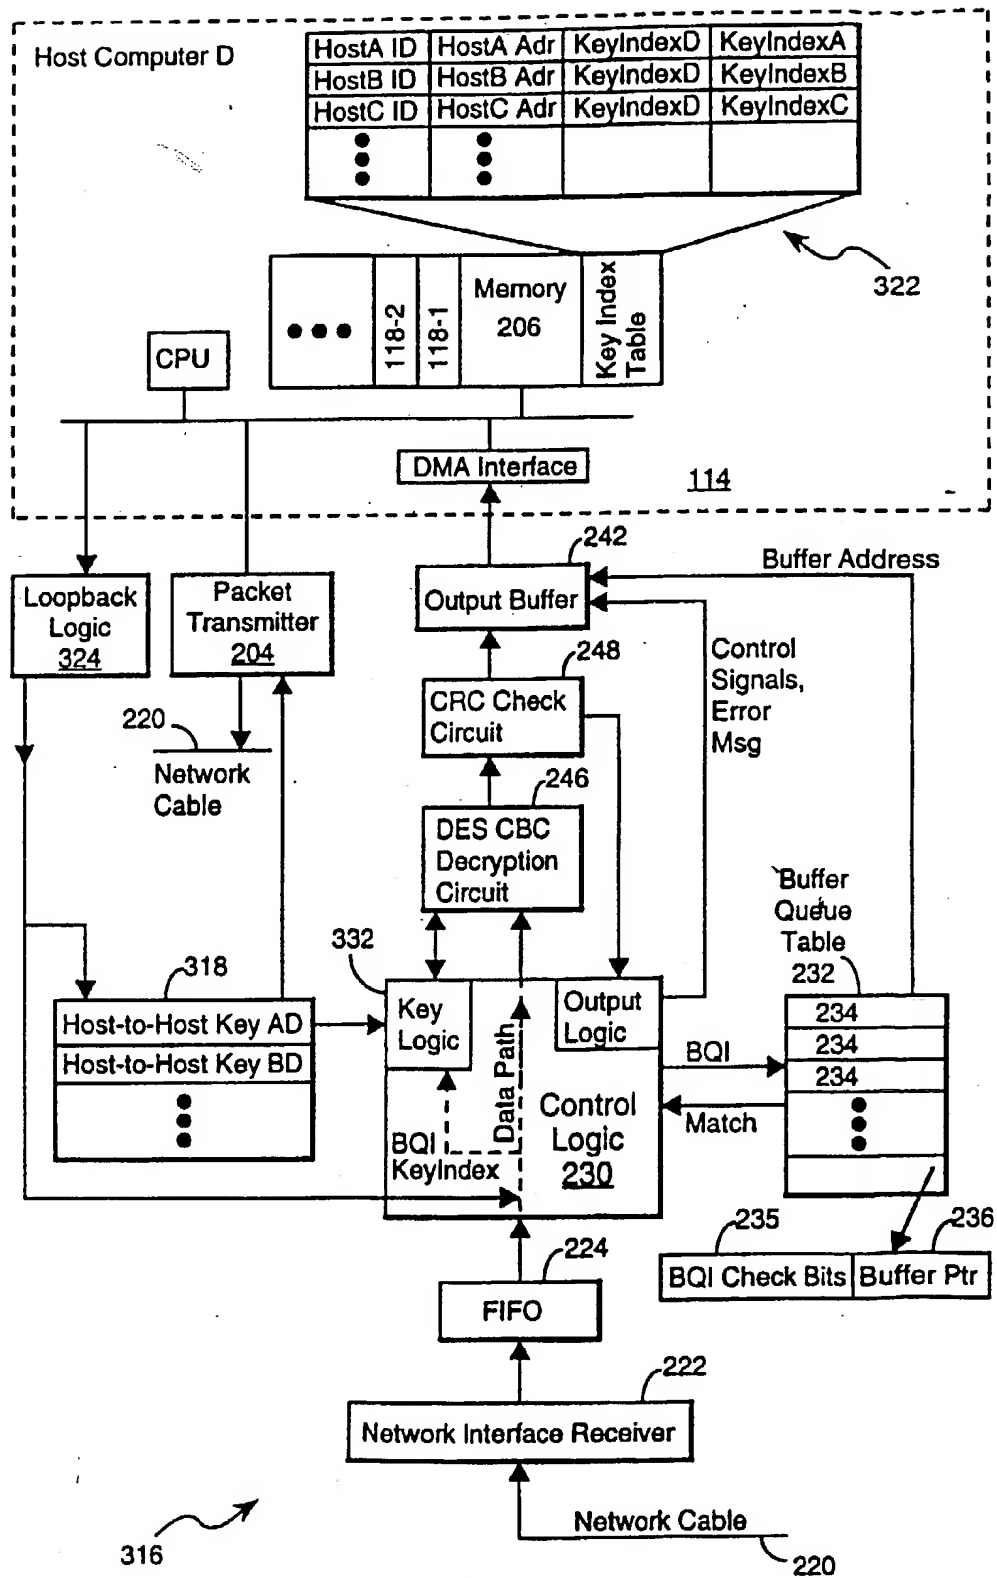 Host Computer D
HostA ID HostA Adr KeyIndexD KeyIndexA
HostB ID HostB Adr KeyIndexD KeyIndexB
HostC ID HostC Adr KeyIndexD KeyIndexC
322
118-2
118-1
Memory
206
Key Index
Table
CPU
DMA Interface
114
242
Buffer Address
Loopback
Logic
324
Packet
Transmitter
204
Output Buffer
248
Control
Signals,
Error
Msg
CRC Check
Circuit
220
Network
Cable
246
DES CBC
Decryption
Circuit
Buffer
Queue
Table
232
332
318
Host-to-Host Key AD
Host-to-Host Key BD
Key
Logic
Data Path
Output
Logic
234
234
234
BQI
Match
Control
Logic
230
BQI
KeyIndex
235
236
BQI Check Bits Buffer Ptr
224
FIFO
222
Network Interface Receiver
Network Cable
220
316